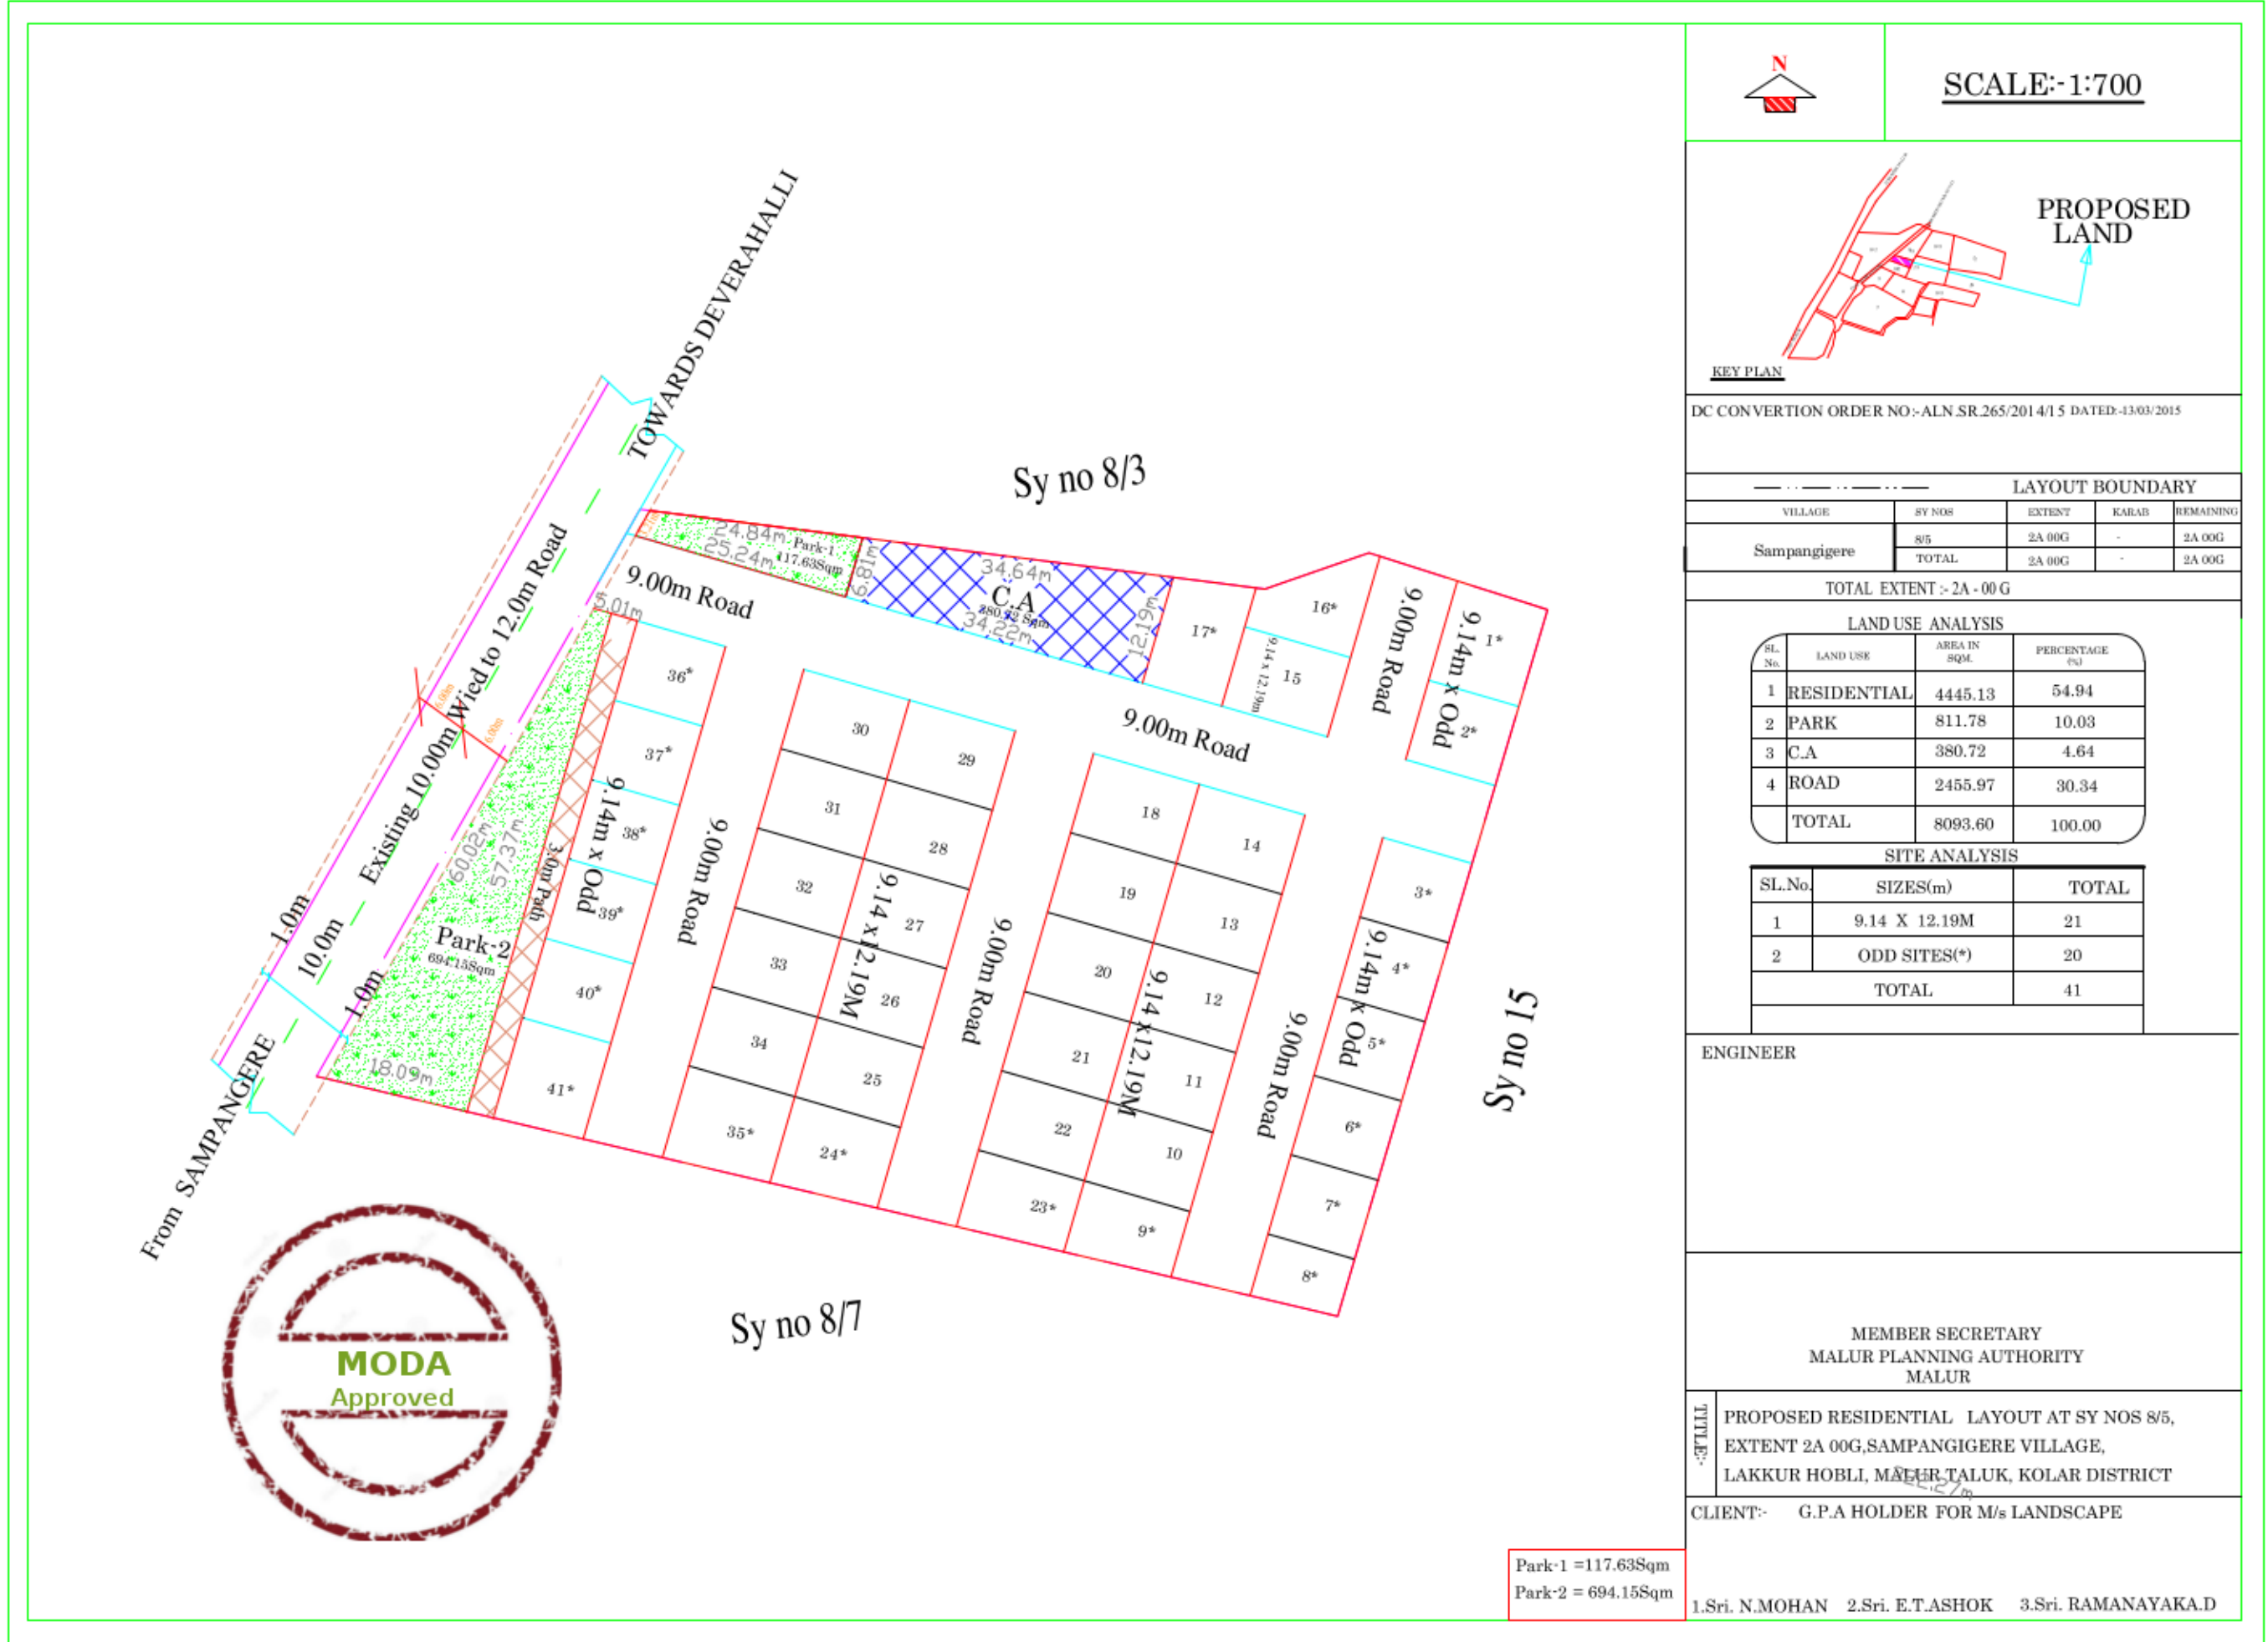 N
SCALE:-1:700
PROPOSED
LAND
KEY PLAN
DC CONVERTION ORDER NO:-ALN.SR.265/2014/15 DATED:-13/03/2015
LAYOUT BOUNDARY
VILLAGE SY NOS EXTENT KARAB REMAINING
Sampangigere 8/5 2A 00G - 2A 00G
TOTAL 2A 00G - 2A 00G
TOTAL EXTENT :- 2A - 00 G
LAND USE ANALYSIS
SL. No. LAND USE AREA IN SQM. PERCENTAGE (%)
1 RESIDENTIAL 4445.13 54.94
2 PARK 811.78 10.03
3 C.A 380.72 4.64
4 ROAD 2455.97 30.34
TOTAL 8093.60 100.00
SITE ANALYSIS
SL.No. SIZES(m) TOTAL
1 9.14 X 12.19M 21
2 ODD SITES(*) 20
TOTAL 41
ENGINEER
MEMBER SECRETARY
MALUR PLANNING AUTHORITY
MALUR
TITLE:-
PROPOSED RESIDENTIAL LAYOUT AT SY NOS 8/5,
EXTENT 2A 00G,SAMPANGIGERE VILLAGE,
LAKKUR HOBLI, MALUR TALUK, KOLAR DISTRICT
CLIENT:- G.P.A HOLDER FOR M/s LANDSCAPE
1.Sri. N.MOHAN 2.Sri. E.T.ASHOK 3.Sri. RAMANAYAKA.D
Park-1 =117.63Sqm
Park-2 = 694.15Sqm
TOWARDS DEVERAHALLI
Existing 10.00m Wied to 12.0m Road
From SAMPANGERE
1.0m
10.0m
1.0m
6.00m
6.00m
Sy no 8/3
Sy no 15
Sy no 8/7
24.84m
25.24m
Park-1
117.63Sqm
6.81m
34.64m
C.A
34.22m
12.19m
5.01m
9.00m Road
9.00m Road
9.00m Road
9.00m Road
9.00m Road
9.00m Road
60.02m
57.37m
3.0m Path
Park-2
694.15Sqm
18.09m
9.14m x Odd
9.14m x Odd
9.14m x Odd
9.14 x 12.19m
9.14 x12.19M
9.14 x12.19M
1*
2*
3*
4*
5*
6*
7*
8*
9*
10
11
12
13
14
15
16*
17*
18
19
20
21
22
23*
24*
25
26
27
28
29
30
31
32
33
34
35*
36*
37*
38*
39*
40*
41*
MODA
Approved